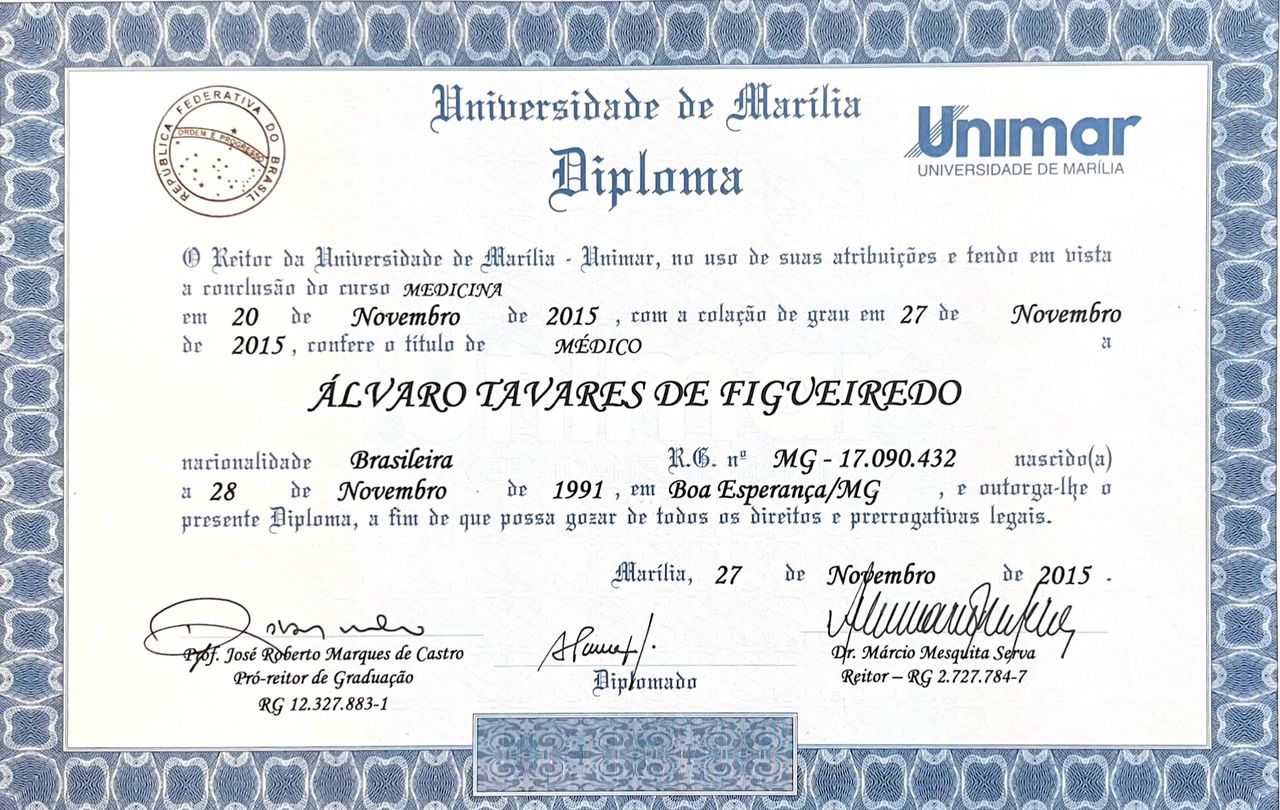 REPÚBLICA FEDERATIVA DO BRASIL
ORDEM E PROGRESSO
Universidade de Marília
Diploma
Unimar
UNIVERSIDADE DE MARÍLIA
O Reitor da Universidade de Marília - Unimar, no uso de suas atribuições e tendo em vista
a conclusão do curso MEDICINA
em 20 de Novembro de 2015 , com a colação de grau em 27 de Novembro
de 2015 , confere o título de MÉDICO a
ÁLVARO TAVARES DE FIGUEIREDO
nacionalidade Brasileira R.G. nº MG - 17.090.432 nascido(a)
a 28 de Novembro de 1991 , em Boa Esperança/MG , e outorga-lhe o
presente Diploma, a fim de que possa gozar de todos os direitos e prerrogativas legais.
Marília, 27 de Novembro de 2015 .
Prof. José Roberto Marques de Castro
Pró-reitor de Graduação
RG 12.327.883-1
Diplomado
Dr. Márcio Mesquita Serva
Reitor – RG 2.727.784-7